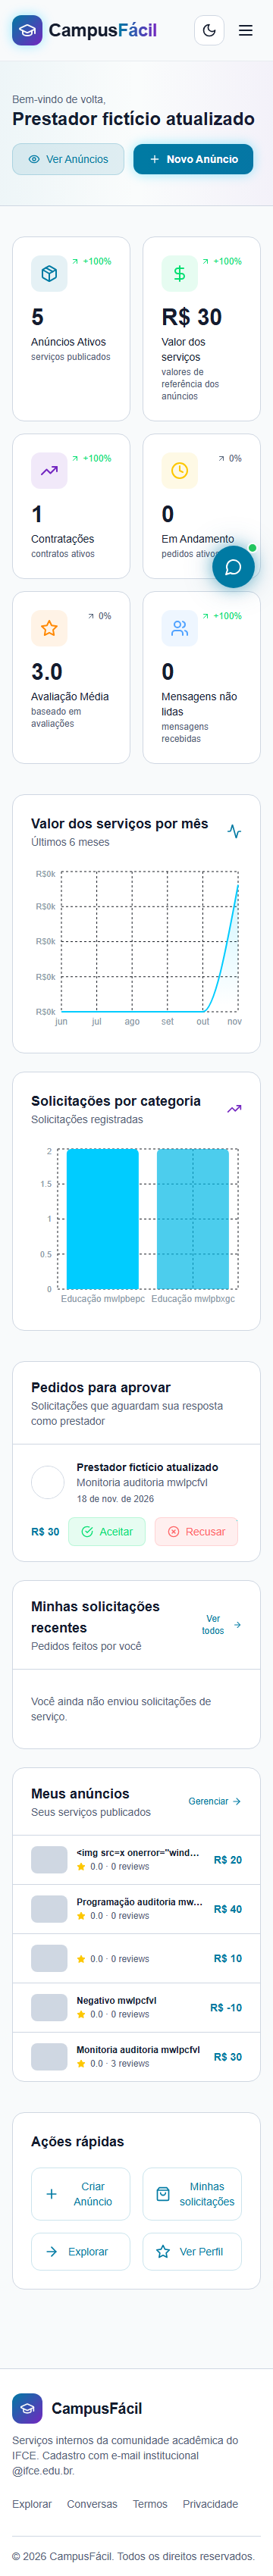 CampusFácil
Bem-vindo de volta,
Prestador fictício atualizado
Ver Anúncios
Novo Anúncio
+100%
5
Anúncios Ativos
serviços publicados
+100%
R$ 30
Valor dos
serviços
valores de
referência dos
anúncios
+100%
1
Contratações
contratos ativos
0%
0
Em Andamento
pedidos ativos
0%
3.0
Avaliação Média
baseado em
avaliações
+100%
0
Mensagens não
lidas
mensagens
recebidas
Valor dos serviços por mês
Últimos 6 meses
R$0k
R$0k
R$0k
R$0k
R$0k
jun jul ago set out nov
Solicitações por categoria
Solicitações registradas
2
1.5
1
0.5
0
Educação mwlpbepc Educação mwlpbxgc
Pedidos para aprovar
Solicitações que aguardam sua resposta
como prestador
Prestador fictício atualizado
Monitoria auditoria mwlpcfvl
18 de nov. de 2026
R$ 30 Aceitar Recusar
Minhas solicitações
recentes
Pedidos feitos por você
Ver
todos
Você ainda não enviou solicitações de
serviço.
Meus anúncios
Seus serviços publicados
Gerenciar
<img src=x onerror="wind...
0.0 · 0 reviews
R$ 20
Programação auditoria mw...
0.0 · 0 reviews
R$ 40
0.0 · 0 reviews
R$ 10
Negativo mwlpcfvl
0.0 · 0 reviews
R$ -10
Monitoria auditoria mwlpcfvl
0.0 · 3 reviews
R$ 30
Ações rápidas
Criar
Anúncio
Minhas
solicitações
Explorar
Ver Perfil
CampusFácil
Serviços internos da comunidade acadêmica do
IFCE. Cadastro com e-mail institucional
@ifce.edu.br.
Explorar Conversas Termos Privacidade
© 2026 CampusFácil. Todos os direitos reservados.